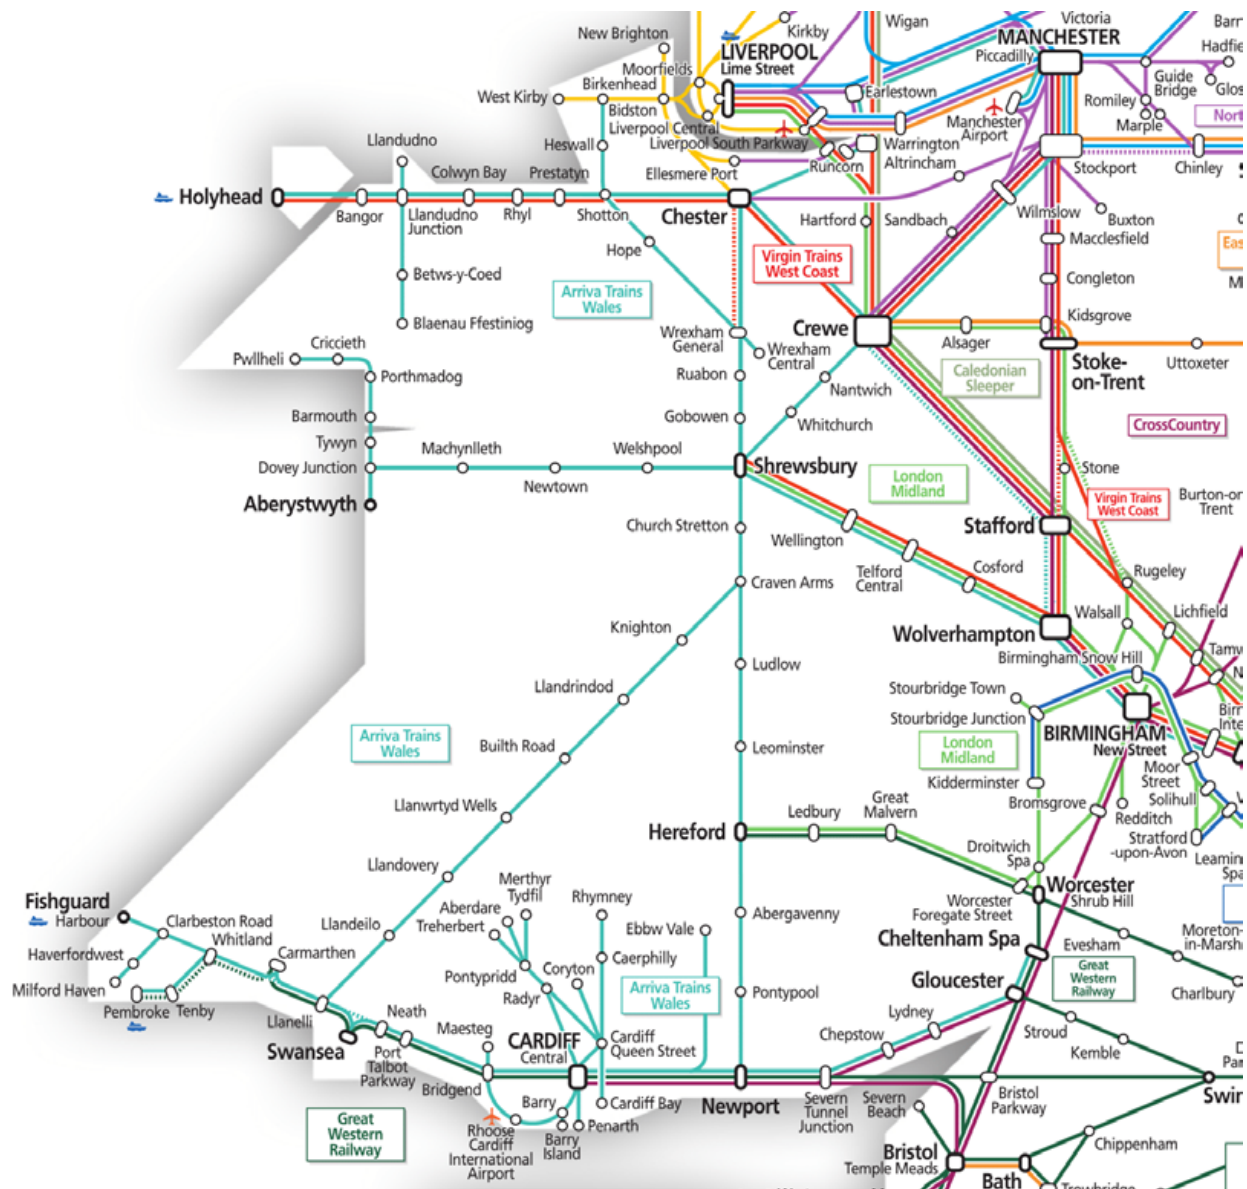 New Brighton
Kirkby
Wigan
Victoria
MANCHESTER
Piccadilly
LIVERPOOL
Lime Street
Moorfields
Birkenhead
West Kirby
Bidston
Liverpool Central
Liverpool South Parkway
Earlestown
Manchester
Airport
Guide
Bridge
Romiley
Marple
Heswall
Ellesmere Port
Runcorn
Warrington
Altrincham
Stockport
Chinley
Llandudno
Colwyn Bay
Prestatyn
Holyhead
Bangor
Llandudno
Junction
Rhyl
Shotton
Chester
Hartford
Sandbach
Wilmslow
Buxton
Macclesfield
Hope
Virgin Trains
West Coast
Betws-y-Coed
Arriva Trains
Wales
Congleton
Blaenau Ffestiniog
Crewe
Kidsgrove
Alsager
Wrexham
General
Wrexham
Central
Criccieth
Pwllheli
Porthmadog
Ruabon
Nantwich
Caledonian
Sleeper
Stoke-
on-Trent
Uttoxeter
Barmouth
Gobowen
Whitchurch
CrossCountry
Tywyn
Machynlleth
Welshpool
Dovey Junction
Newtown
Shrewsbury
London
Midland
Stone
Virgin Trains
West Coast
Burton-on
Trent
Aberystwyth
Church Stretton
Wellington
Stafford
Telford
Central
Cosford
Rugeley
Craven Arms
Walsall
Lichfield
Knighton
Wolverhampton
Birmingham Snow Hill
Ludlow
Llandrindod
Stourbridge Town
Stourbridge Junction
BIRMINGHAM
New Street
Arriva Trains
Wales
Builth Road
Leominster
London
Midland
Kidderminster
Moor
Street
Solihull
Bromsgrove
Redditch
Stratford
-upon-Avon
Llanwrtyd Wells
Ledbury
Great
Malvern
Hereford
Droitwich
Spa
Llandovery
Worcester
Shrub Hill
Worcester
Foregate Street
Merthyr
Tydfil
Rhymney
Aberdare
Treherbert
Ebbw Vale
Abergavenny
Fishguard
Harbour
Clarbeston Road
Whitland
Llandeilo
Cheltenham Spa
Evesham
Moreton-
in-Marsh
Haverfordwest
Carmarthen
Caerphilly
Pontypridd
Coryton
Milford Haven
Radyr
Arriva Trains
Wales
Pontypool
Gloucester
Great
Western
Railway
Charlbury
Pembroke
Tenby
Llanelli
Neath
Maesteg
CARDIFF
Central
Cardiff
Queen Street
Lydney
Chepstow
Stroud
Kemble
Swansea
Port
Talbot
Parkway
Bridgend
Barry
Cardiff Bay
Newport
Severn
Tunnel
Junction
Severn
Beach
Bristol
Parkway
Swin
Great
Western
Railway
Rhoose
Cardiff
International
Airport
Barry
Island
Penarth
Chippenham
Bristol
Temple Meads
Bath
Trowbridge